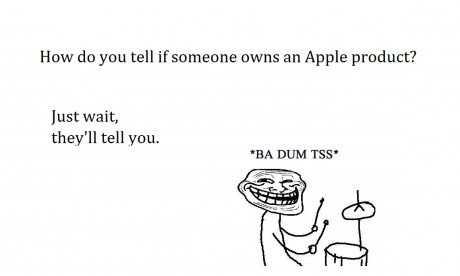 How do you tell if someone owns an Apple product?
Just wait,
they'll tell you.
*BA DUM TSS*